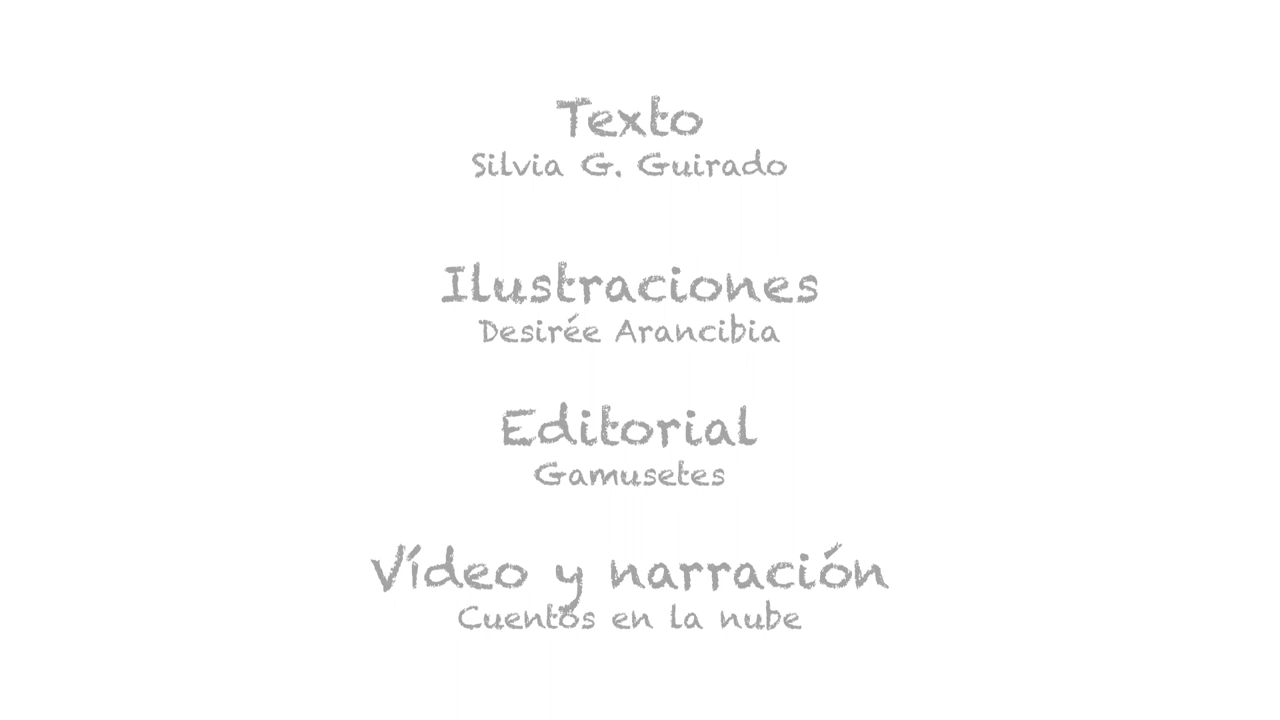 Texto
Silvia G. Guirado
Ilustraciones
Desirée Arancibia
Editorial
Gamusetes
Vídeo y narración
Cuentos en la nube